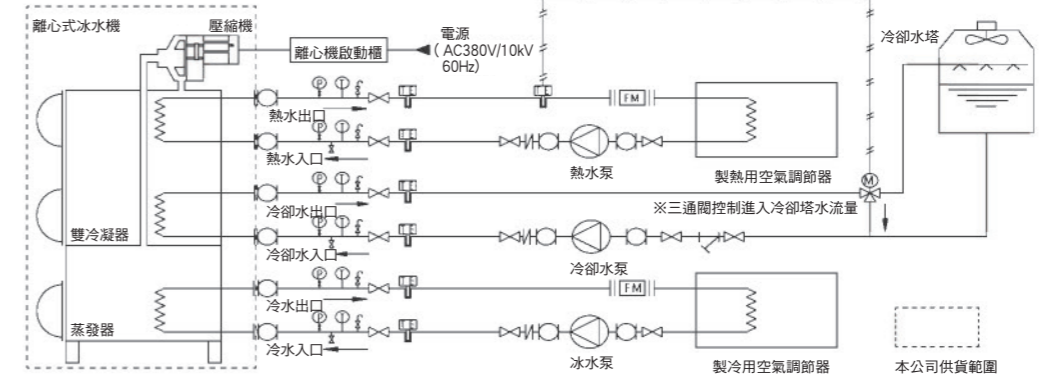 離心式冰水機
壓縮機
離心機啟動櫃
電源
( AC380V/10kV
60Hz)
冷卻水塔
P T
熱水出口
FM
P T
熱水入口
熱水泵
製熱用空氣調節器
P T
冷卻水出口
M
※三通閥控制進入冷卻塔水流量
雙冷凝器
P T
冷卻水入口
冷卻水泵
P T
冷水出口
FM
蒸發器
P T
冷水入口
冰水泵
製冷用空氣調節器
本公司供貨範圍